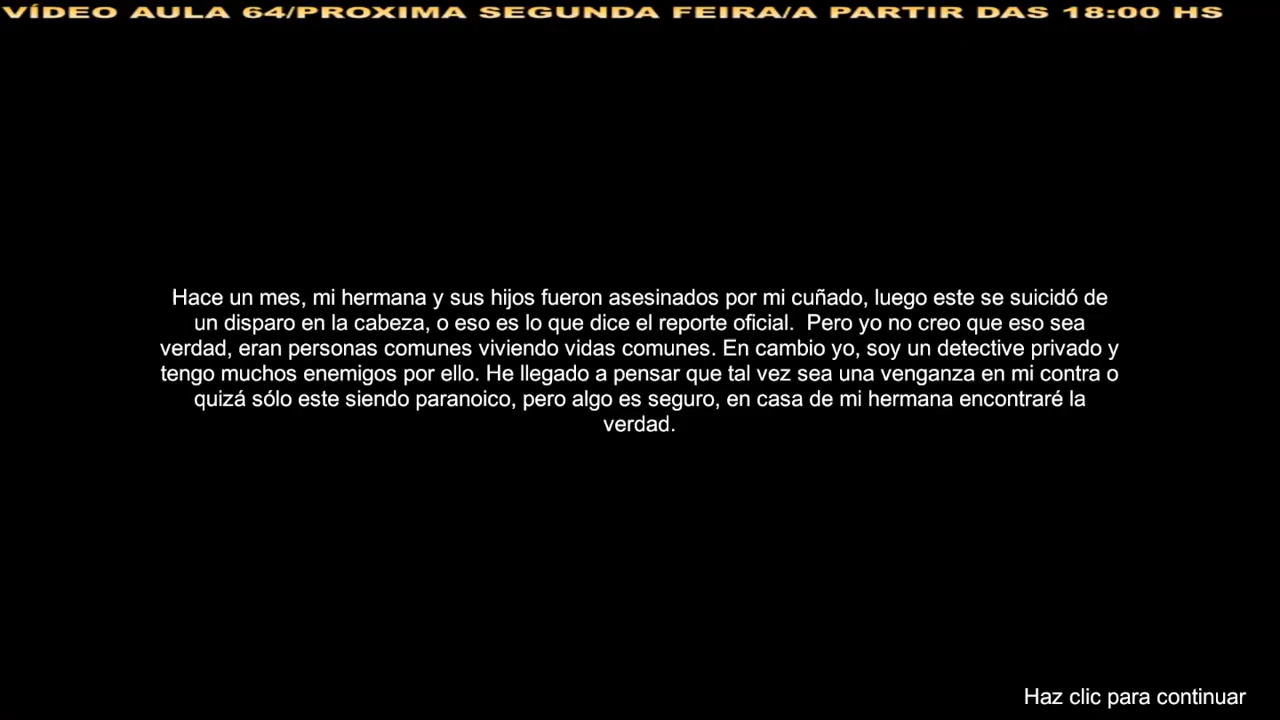 VÍDEO AULA 64/PROXIMA SEGUNDA FEIRA/A PARTIR DAS 18:00 HS
Hace un mes, mi hermana y sus hijos fueron asesinados por mi cuñado, luego este se suicidó de
un disparo en la cabeza, o eso es lo que dice el reporte oficial.  Pero yo no creo que eso sea
verdad, eran personas comunes viviendo vidas comunes. En cambio yo, soy un detective privado y
tengo muchos enemigos por ello. He llegado a pensar que tal vez sea una venganza en mi contra o
quizá sólo este siendo paranoico, pero algo es seguro, en casa de mi hermana encontraré la
verdad.
Haz clic para continuar